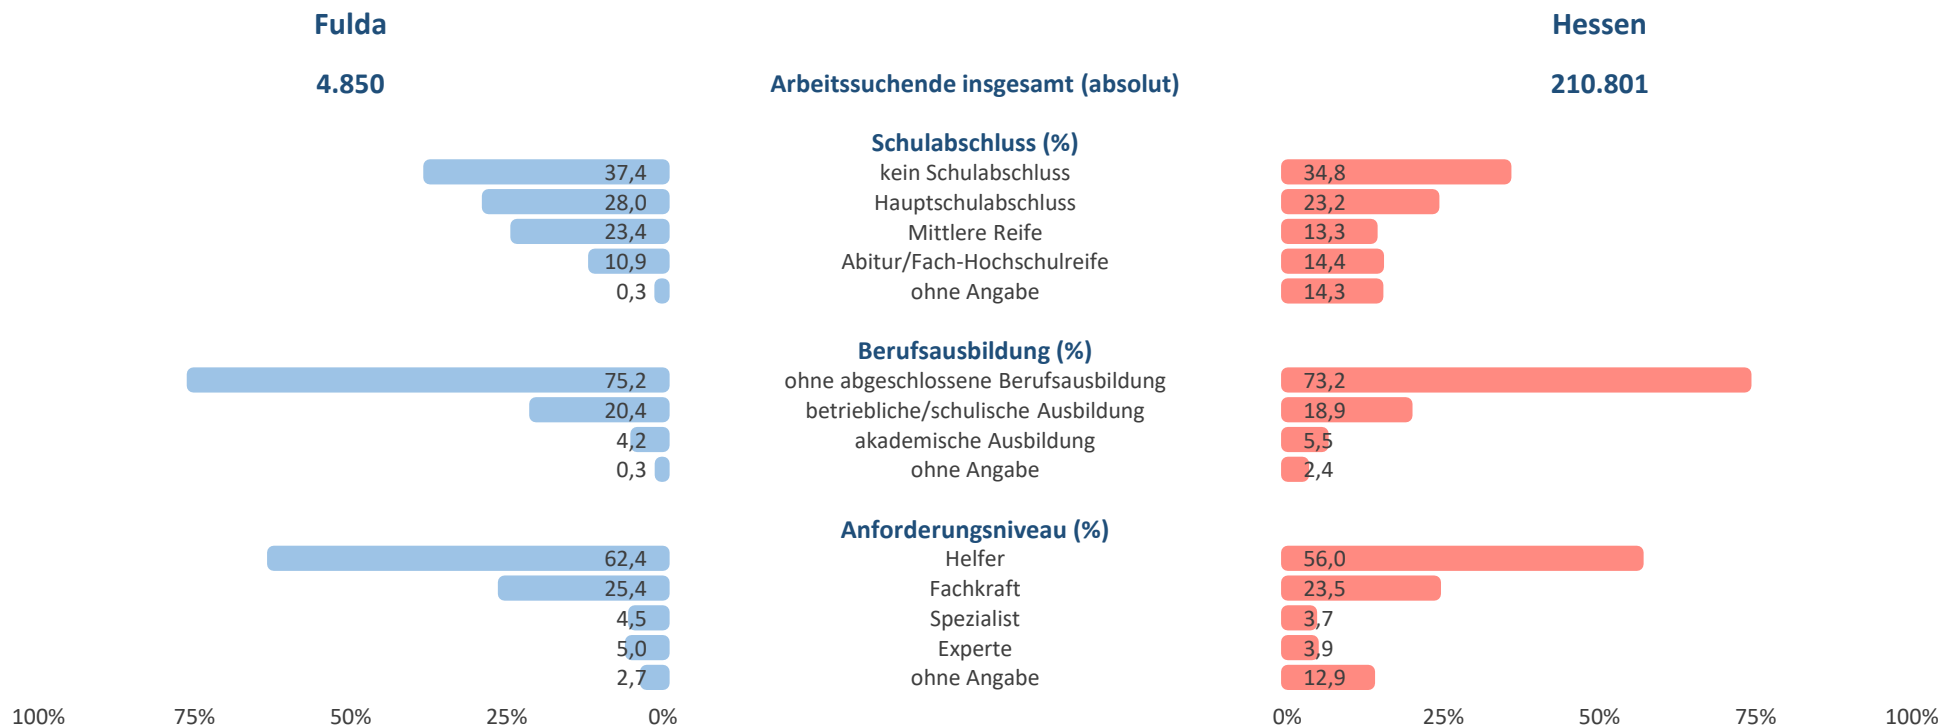 Fulda Hessen
4.850 Arbeitssuchende insgesamt (absolut) 210.801
Schulabschluss (%)
37,4 kein Schulabschluss 34,8
28,0 Hauptschulabschluss 23,2
23,4 Mittlere Reife 13,3
10,9 Abitur/Fach-Hochschulreife 14,4
0,3 ohne Angabe 14,3
Berufsausbildung (%)
75,2 ohne abgeschlossene Berufsausbildung 73,2
20,4 betriebliche/schulische Ausbildung 18,9
4,2 akademische Ausbildung 5,5
0,3 ohne Angabe 2,4
Anforderungsniveau (%)
62,4 Helfer 56,0
25,4 Fachkraft 23,5
4,5 Spezialist 3,7
5,0 Experte 3,9
2,7 ohne Angabe 12,9
100% 75% 50% 25% 0% 0% 25% 50% 75% 100%